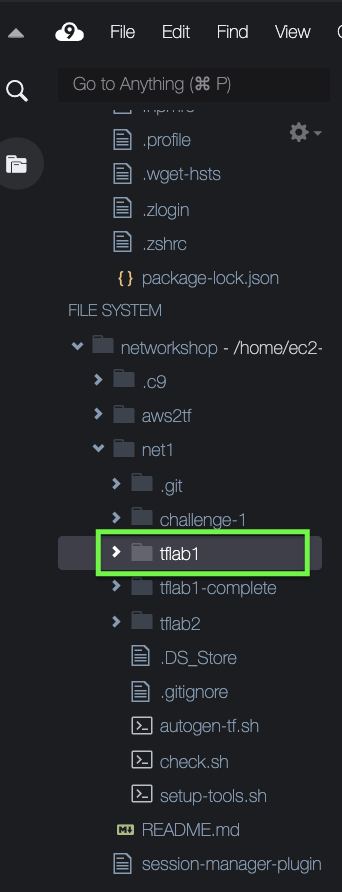 9 File Edit Find View
Go to Anything (⌘ P)
.profile
.wget-hsts
.zlogin
.zshrc
{} package-lock.json
FILE SYSTEM
networkshop - /home/ec2-
.c9
aws2tf
net1
.git
challenge-1
tflab1
tflab1-complete
tflab2
.DS_Store
.gitignore
autogen-tf.sh
check.sh
setup-tools.sh
README.md
session-manager-plugin